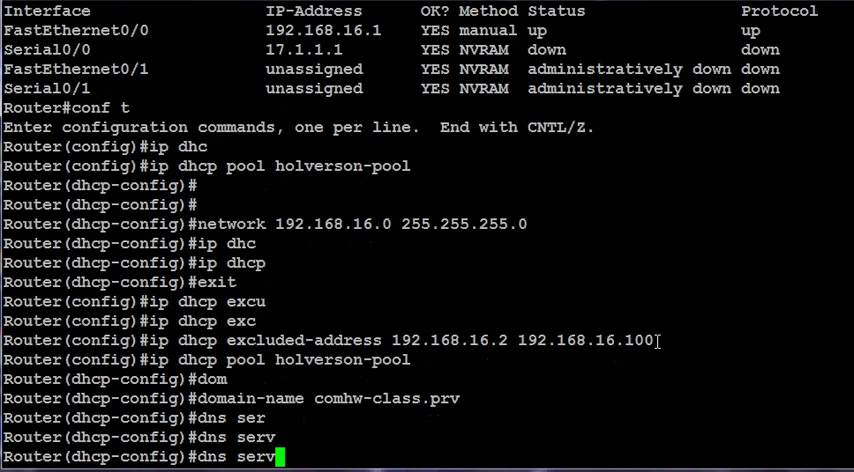 Interface IP-Address OK? Method Status Protocol
FastEthernet0/0 192.168.16.1 YES manual up up
Serial0/0 17.1.1.1 YES NVRAM down down
FastEthernet0/1 unassigned YES NVRAM administratively down down
Serial0/1 unassigned YES NVRAM administratively down down
Router#conf t
Enter configuration commands, one per line. End with CNTL/Z.
Router(config)#ip dhc
Router(config)#ip dhcp pool holverson-pool
Router(dhcp-config)#
Router(dhcp-config)#
Router(dhcp-config)#network 192.168.16.0 255.255.255.0
Router(dhcp-config)#ip dhc
Router(dhcp-config)#ip dhcp
Router(dhcp-config)#exit
Router(config)#ip dhcp excu
Router(config)#ip dhcp exc
Router(config)#ip dhcp excluded-address 192.168.16.2 192.168.16.100
Router(config)#ip dhcp pool holverson-pool
Router(dhcp-config)#dom
Router(dhcp-config)#domain-name comhw-class.prv
Router(dhcp-config)#dns ser
Router(dhcp-config)#dns serv
Router(dhcp-config)#dns serv